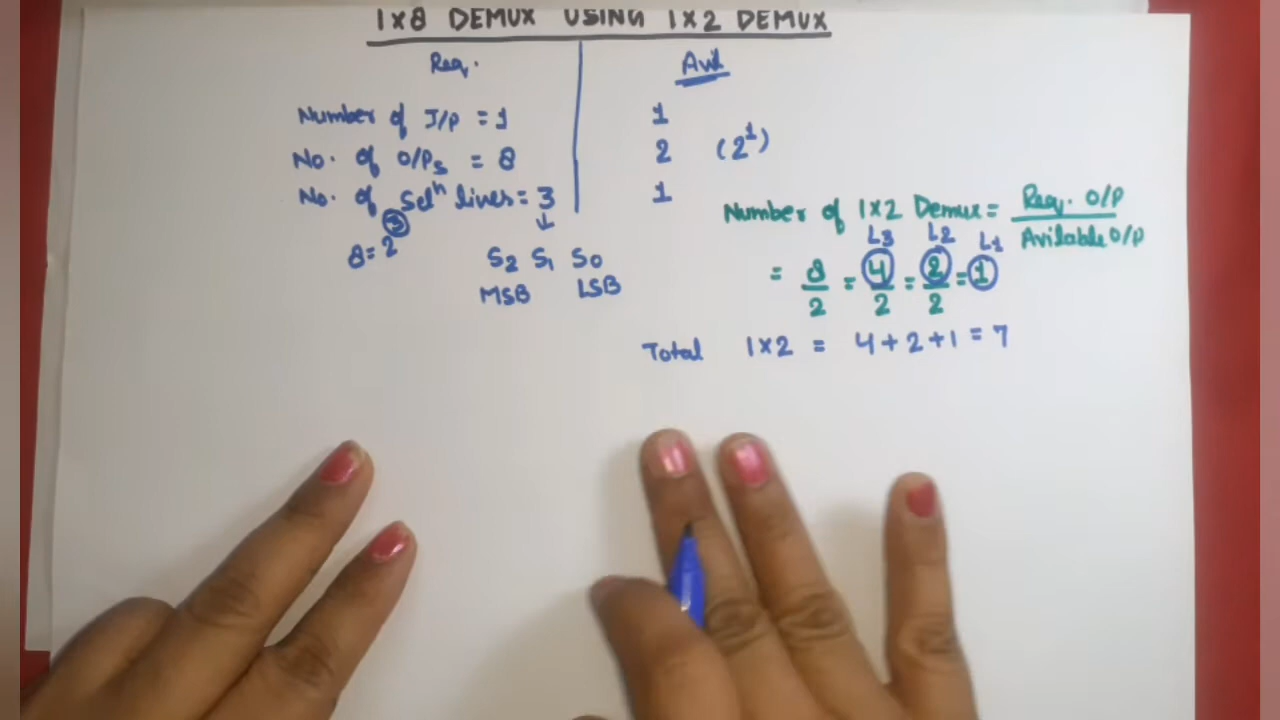 1X8 DEMUX USING 1X2 DEMUX
Req. Avil
Number of I/P = 1 1
No. of O/Ps = 8 2 (2^1)
No. of Selⁿ lines = 3 1
8=2^3
S2 S1 S0
MSB LSB
Number of 1X2 Demux = Req. O/P / Avilable O/P
L3 L2 L1
= 8/2 = 4/2 = 2/2 = 1
Total 1X2 = 4+2+1 = 7